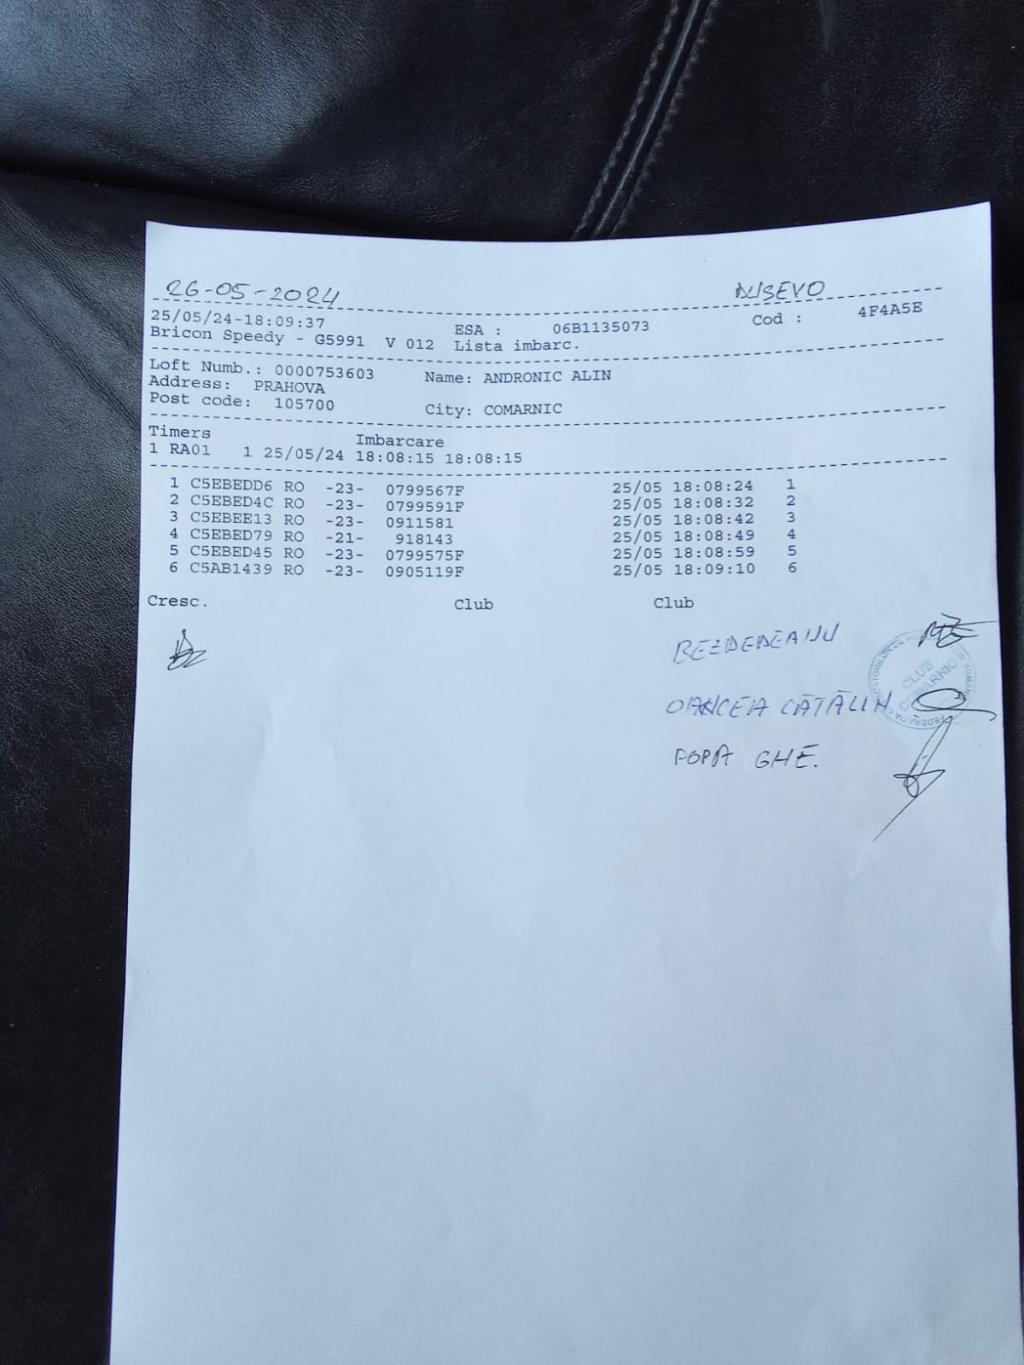 26-05-2024 DUSEVO
25/05/24-18:09:37 ESA : 06B1135073 Cod : 4F4A5E
Bricon Speedy - G5991 V 012 Lista imbarc.
Loft Numb.: 0000753603 Name: ANDRONIC ALIN
Address: PRAHOVA
Post code: 105700 City: COMARNIC
Timers Imbarcare
1 RA01 1 25/05/24 18:08:15 18:08:15
1 C5EBEDD6 RO -23- 0799567F 25/05 18:08:24 1
2 C5EBED4C RO -23- 0799591F 25/05 18:08:32 2
3 C5EBEE13 RO -23- 0911581 25/05 18:08:42 3
4 C5EBED79 RO -21- 918143 25/05 18:08:49 4
5 C5EBED45 RO -23- 0799575F 25/05 18:08:59 5
6 C5AB1439 RO -23- 0905119F 25/05 18:09:10 6
Cresc. Club Club
BEZDEDEANU
OANCEA CĂTĂLIN
POPA GHE.
CLUB
COMARNIC